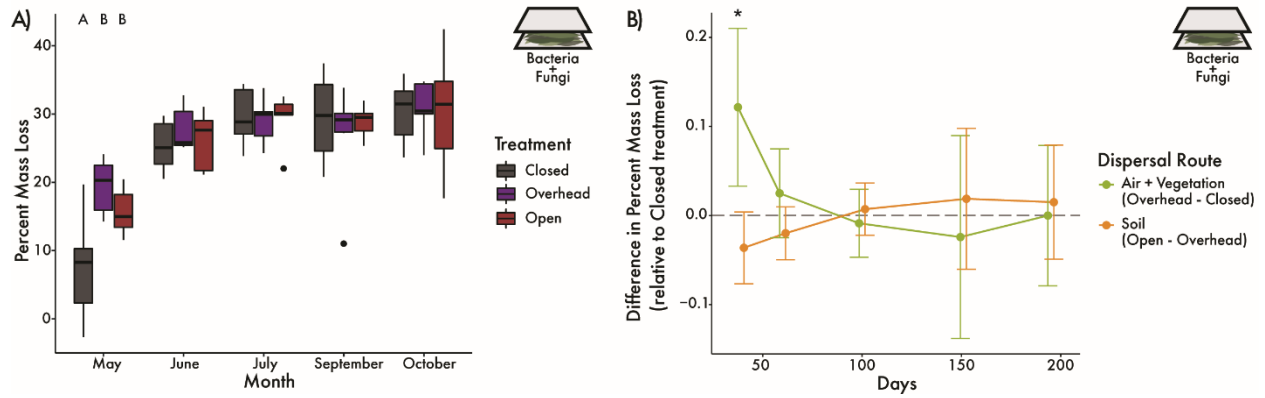 A)
A B B
Bacteria
+
Fungi
40
30
20
10
0
Percent Mass Loss
May
June
July
September
October
Month
Treatment
Closed
Overhead
Open
B)
*
Bacteria
+
Fungi
0.2
0.1
0.0
−0.1
Difference in Percent Mass Loss
(relative to Closed treatment)
50
100
150
200
Days
Dispersal Route
Air + Vegetation
(Overhead - Closed)
Soil
(Open - Overhead)